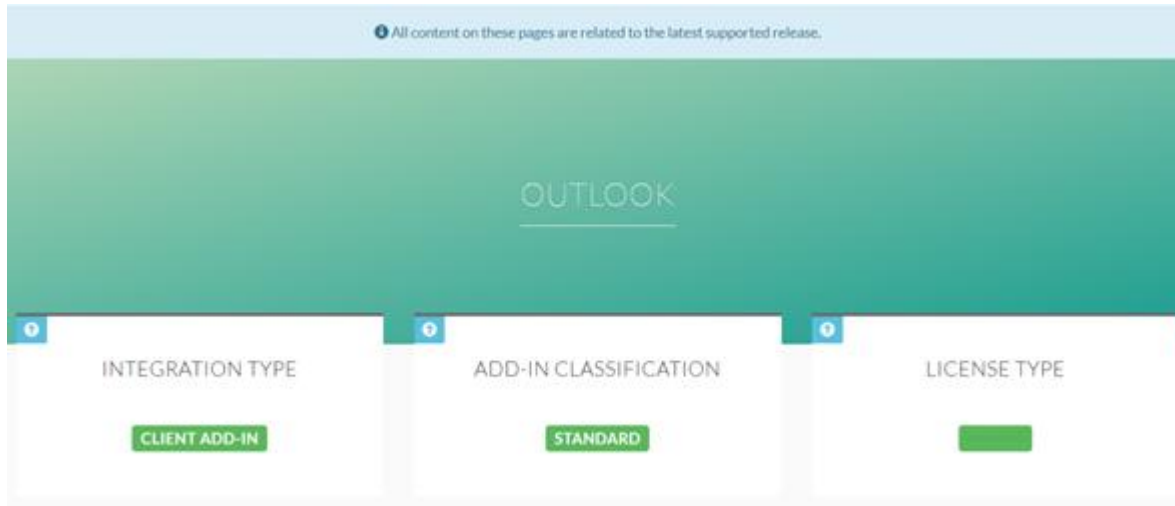 All content on these pages are related to the latest supported release.
OUTLOOK
INTEGRATION TYPE
ADD-IN CLASSIFICATION
LICENSE TYPE
CLIENT ADD-IN
STANDARD